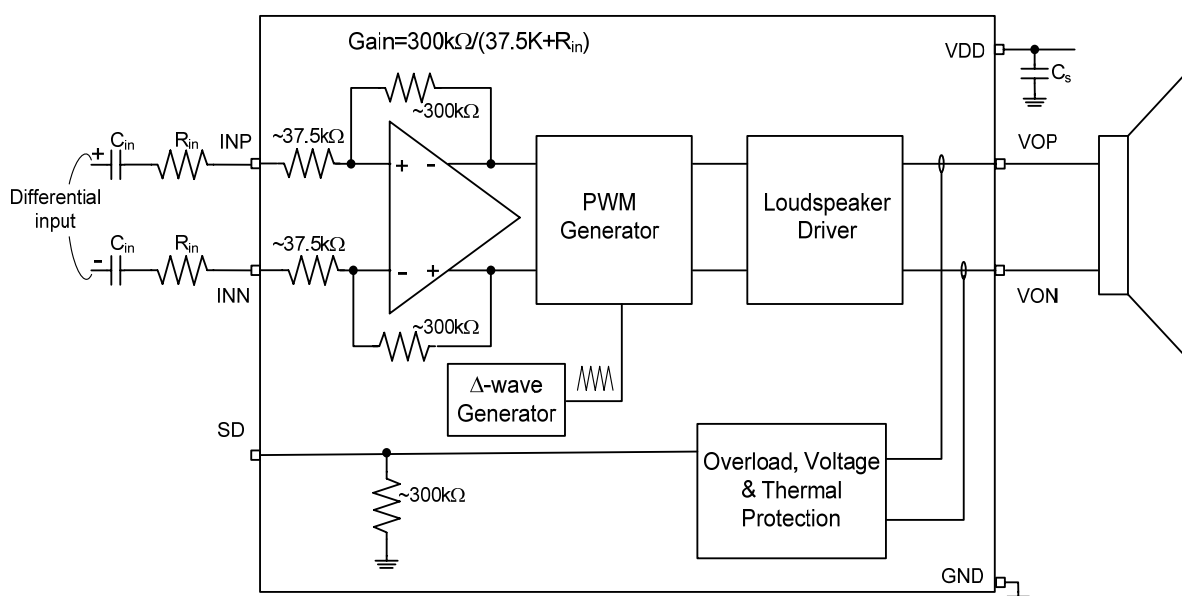 Gain=300kΩ/(37.5K+Rin)
VDD
Cs
~300kΩ
Cin
Rin
INP
~37.5kΩ
VOP
+
+
-
Differential
input
PWM
Generator
Loudspeaker
Driver
-
Cin
Rin
~37.5kΩ
-
+
INN
VON
~300kΩ
Δ-wave
Generator
SD
~300kΩ
Overload, Voltage
& Thermal
Protection
GND